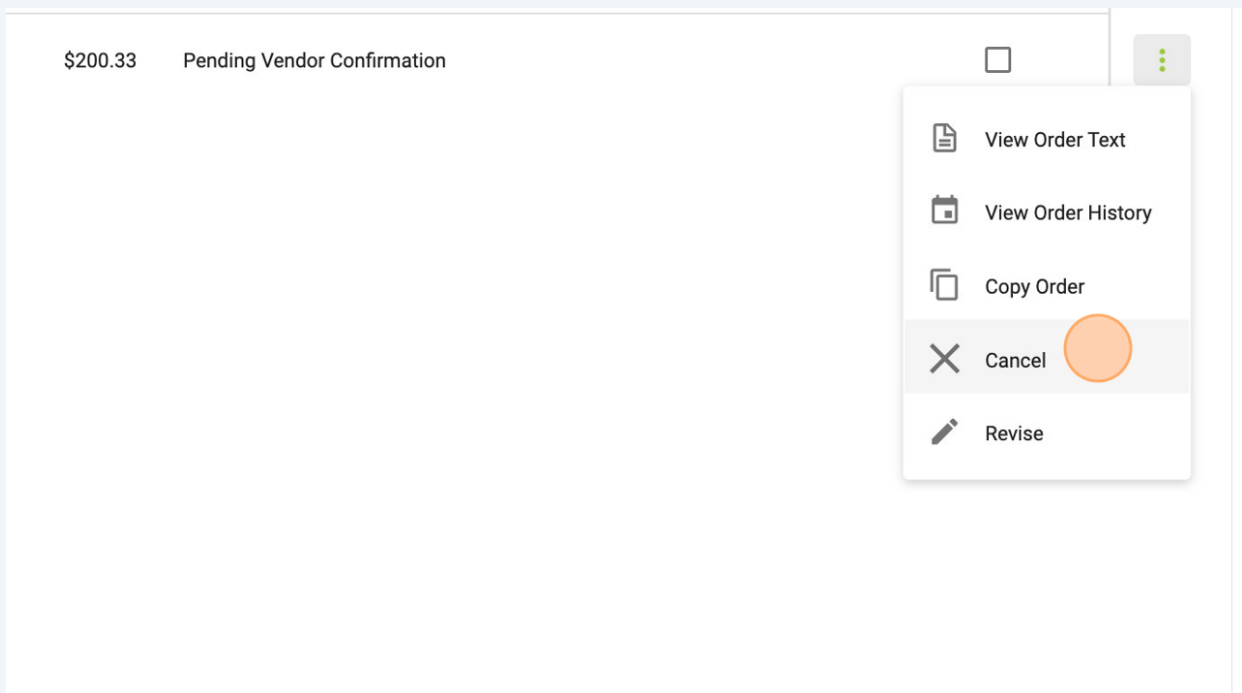 $200.33 Pending Vendor Confirmation
View Order Text
View Order History
Copy Order
Cancel
Revise